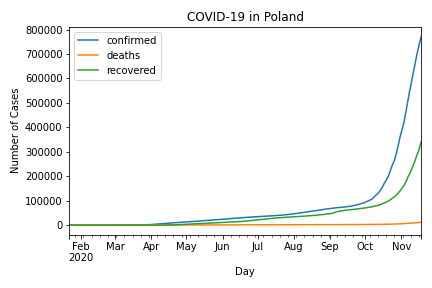 COVID-19 in Poland
confirmed
deaths
recovered
Number of Cases
800000
700000
600000
500000
400000
300000
200000
100000
0
Feb Mar Apr May Jun Jul Aug Sep Oct Nov
2020
Day